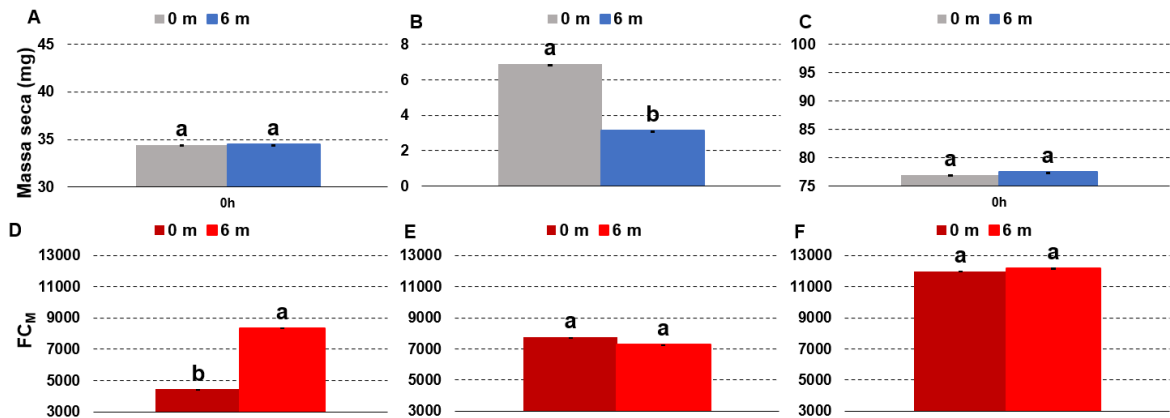 A 0 m 6 m
B 0 m 6 m
C 0 m 6 m
Massa seca (mg)
45
40
35
30
a a
0h
8
6
4
2
0
a
b
100
95
90
85
80
75
a a
0h
D 0 m 6 m
E 0 m 6 m
F 0 m 6 m
FCM
13000
11000
9000
7000
5000
3000
b
a
13000
11000
9000
7000
5000
3000
a a
13000
11000
9000
7000
5000
3000
a a